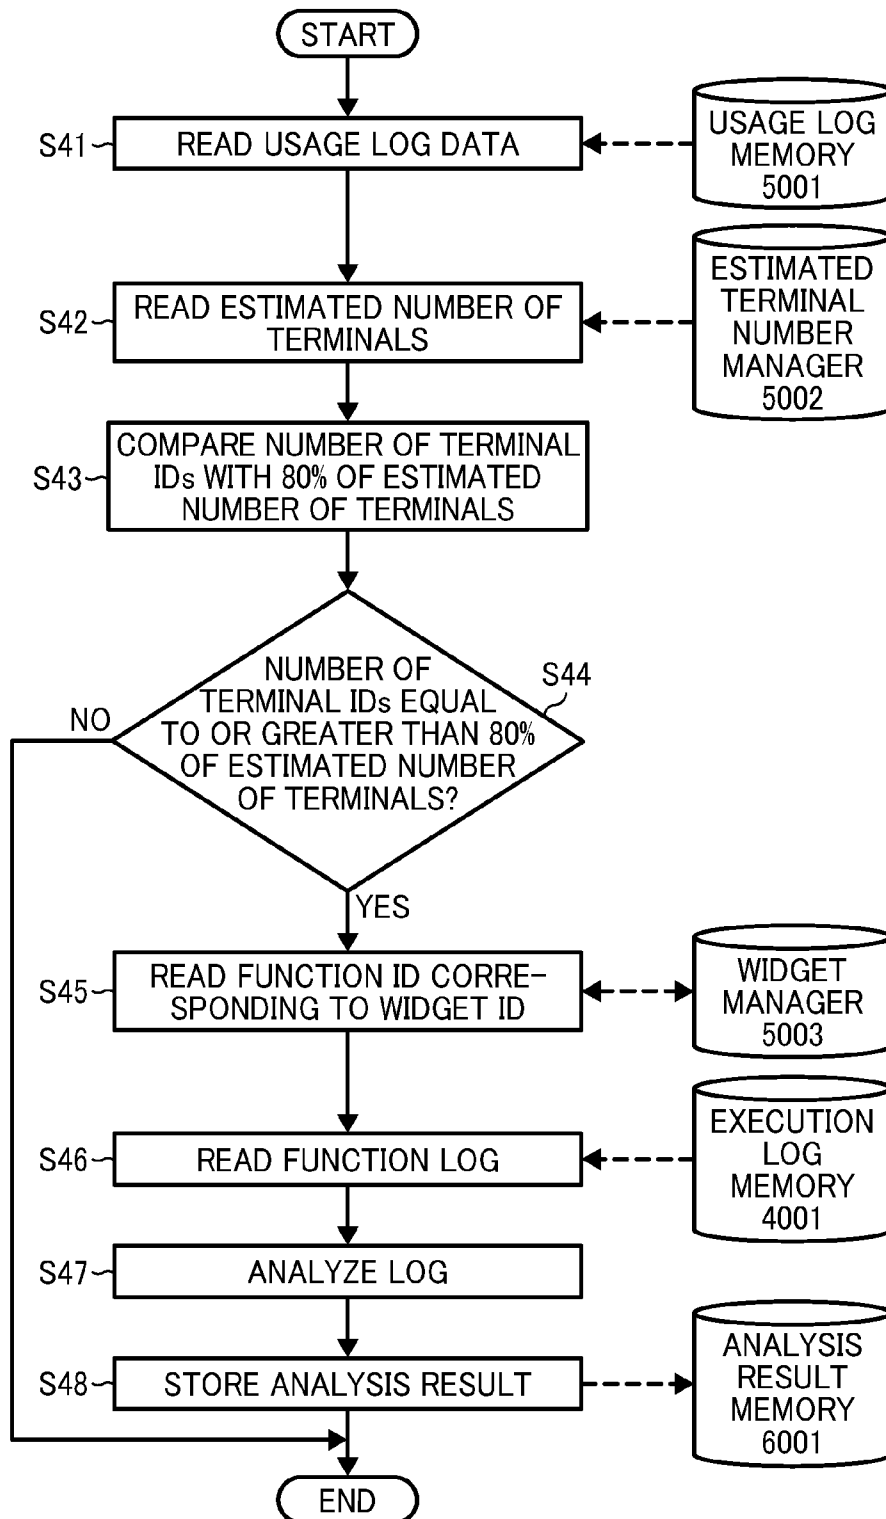 START
S41
READ USAGE LOG DATA
USAGE LOG
MEMORY
5001
S42
READ ESTIMATED NUMBER OF
TERMINALS
ESTIMATED
TERMINAL
NUMBER
MANAGER
5002
S43
COMPARE NUMBER OF TERMINAL
IDs WITH 80% OF ESTIMATED
NUMBER OF TERMINALS
S44
NUMBER OF
TERMINAL IDs EQUAL
TO OR GREATER THAN 80%
OF ESTIMATED NUMBER
OF TERMINALS?
NO
YES
S45
READ FUNCTION ID CORRE-
SPONDING TO WIDGET ID
WIDGET
MANAGER
5003
S46
READ FUNCTION LOG
EXECUTION
LOG
MEMORY
4001
S47
ANALYZE LOG
S48
STORE ANALYSIS RESULT
ANALYSIS
RESULT
MEMORY
6001
END